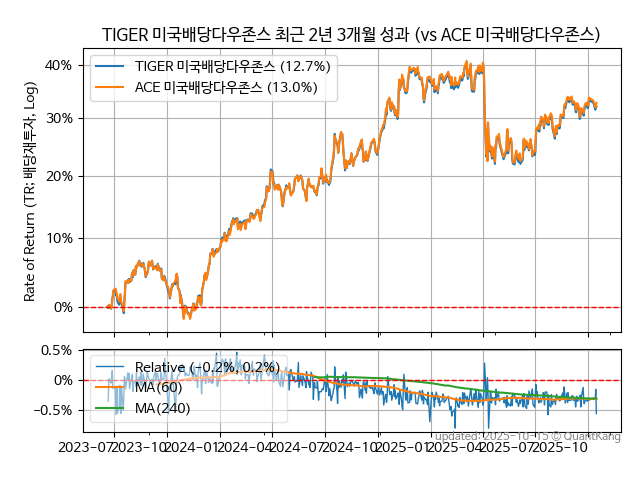 TIGER 미국배당다우존스 최근 2년 3개월 성과 (vs ACE 미국배당다우존스)
Rate of Return (TR: 배당재투자, Log)
40%
30%
20%
10%
0%
TIGER 미국배당다우존스 (12.7%)
ACE 미국배당다우존스 (13.0%)
0.5%
0%
−0.5%
Relative (−0.2%, 0.2%)
MA(60)
MA(240)
updated: 2025-10-15 © QuantKang
2023-07 2023-10 2024-01 2024-04 2024-07 2024-10 2025-01 2025-04 2025-07 2025-10